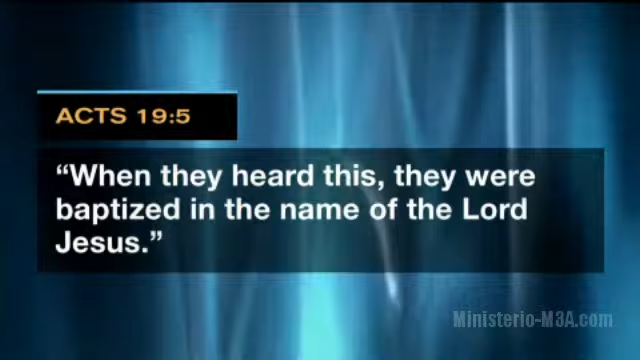 ACTS 19:5
“When they heard this, they were
baptized in the name of the Lord
Jesus.”
Ministerio-M3A.com